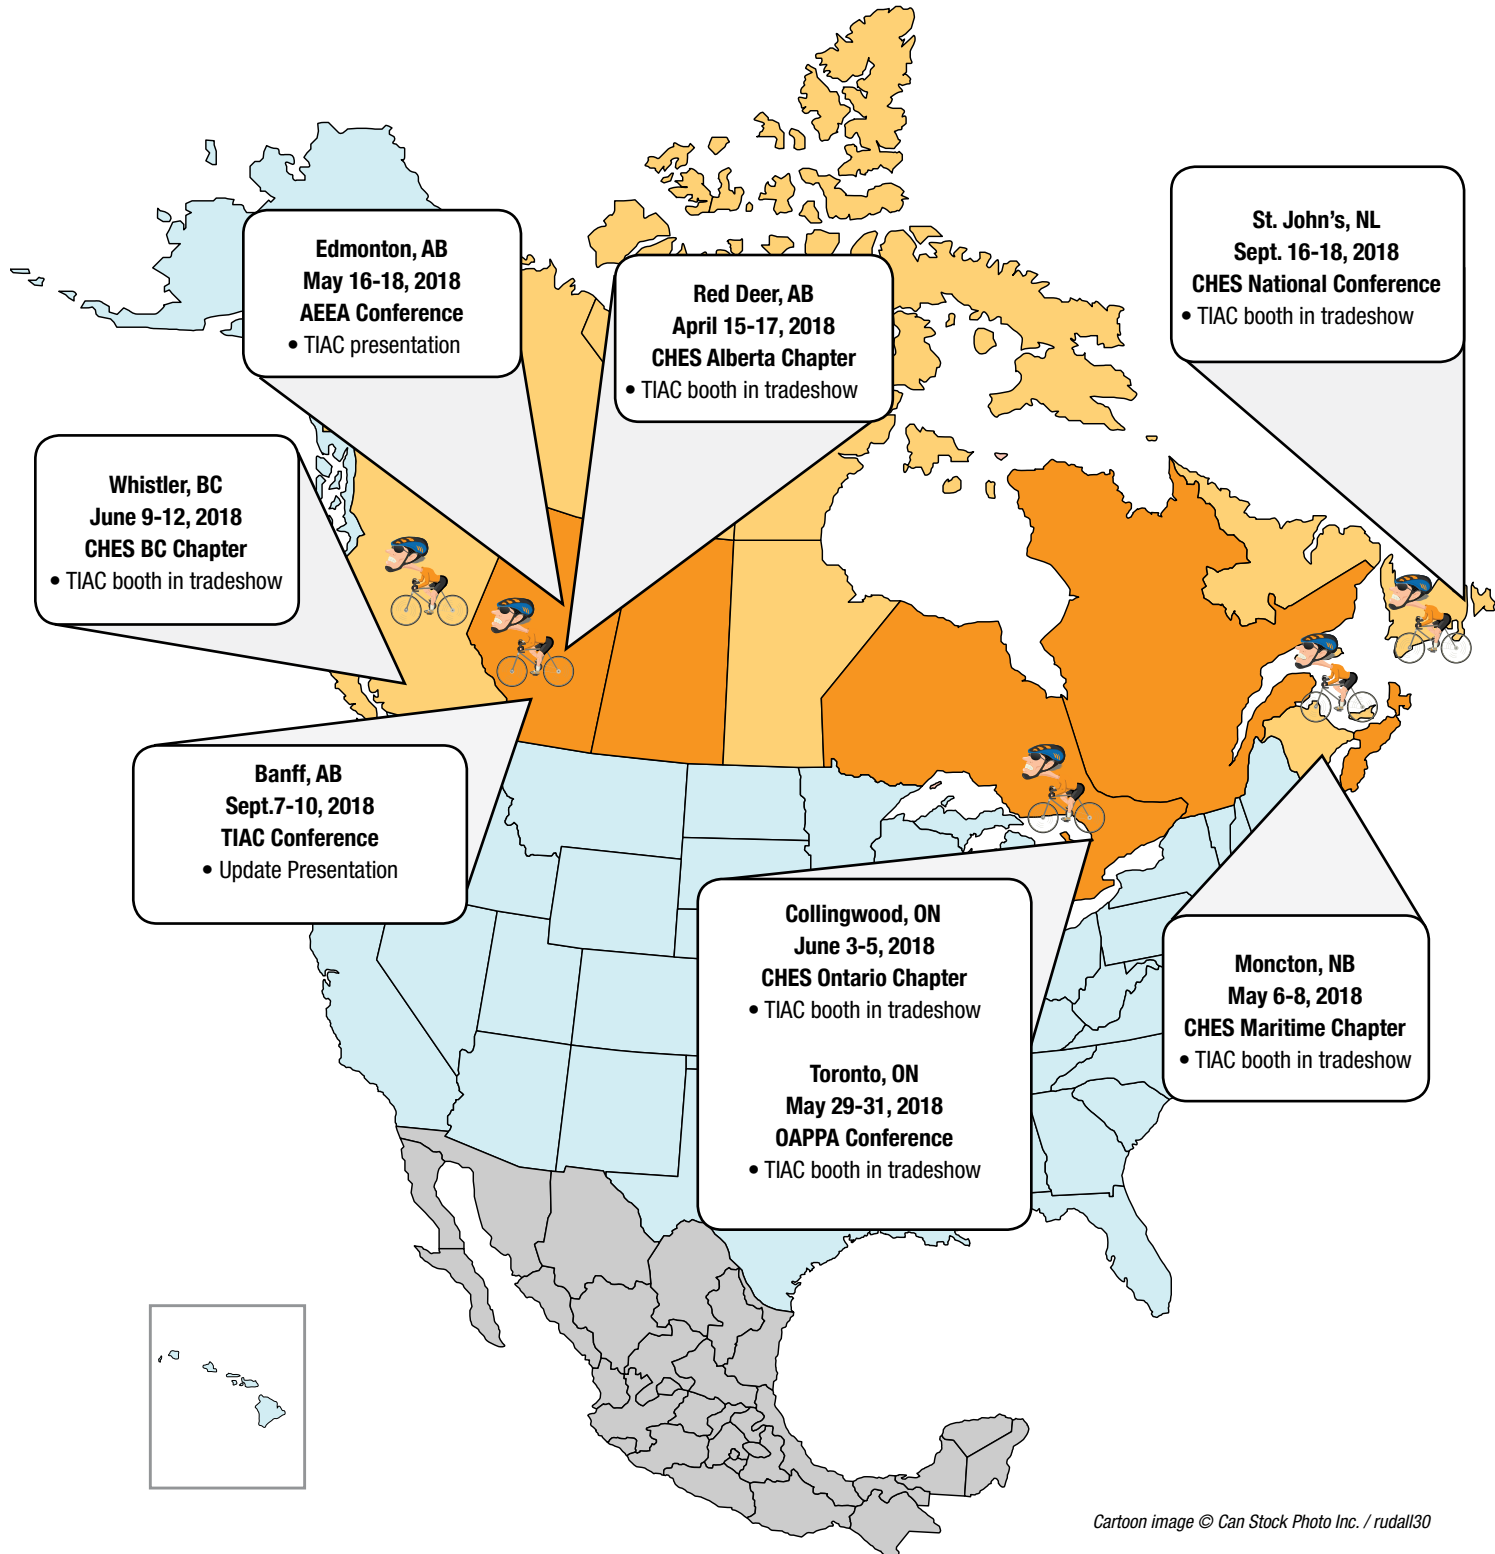 St. John’s, NL
Sept. 16-18, 2018
CHES National Conference
• TIAC booth in tradeshow
Edmonton, AB
May 16-18, 2018
AEEA Conference
• TIAC presentation
Red Deer, AB
April 15-17, 2018
CHES Alberta Chapter
• TIAC booth in tradeshow
Whistler, BC
June 9-12, 2018
CHES BC Chapter
• TIAC booth in tradeshow
Banff, AB
Sept.7-10, 2018
TIAC Conference
• Update Presentation
Collingwood, ON
June 3-5, 2018
CHES Ontario Chapter
• TIAC booth in tradeshow
Toronto, ON
May 29-31, 2018
OAPPA Conference
• TIAC booth in tradeshow
Moncton, NB
May 6-8, 2018
CHES Maritime Chapter
• TIAC booth in tradeshow
Cartoon image © Can Stock Photo Inc. / rudall30